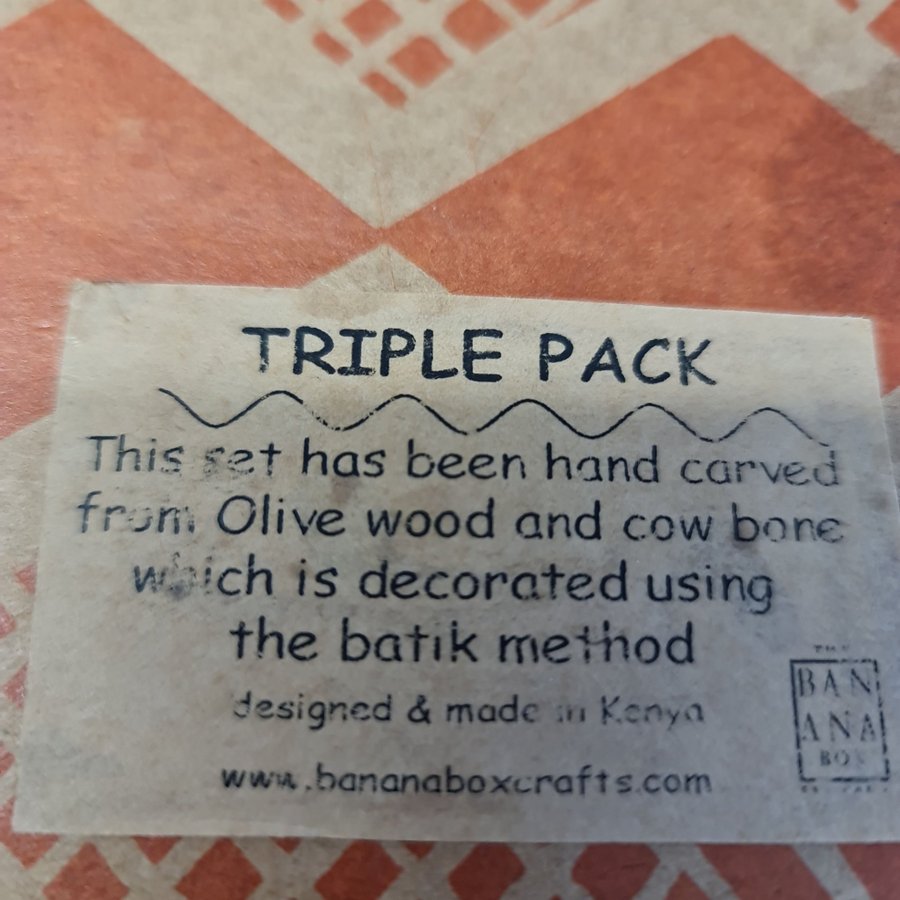 TRIPLE PACK
This set has been hand carved
from Olive wood and cow bone
which is decorated using
the batik method
designed & made in Kenya
www.bananaboxcrafts.com
THE
BAN
ANA
BOX